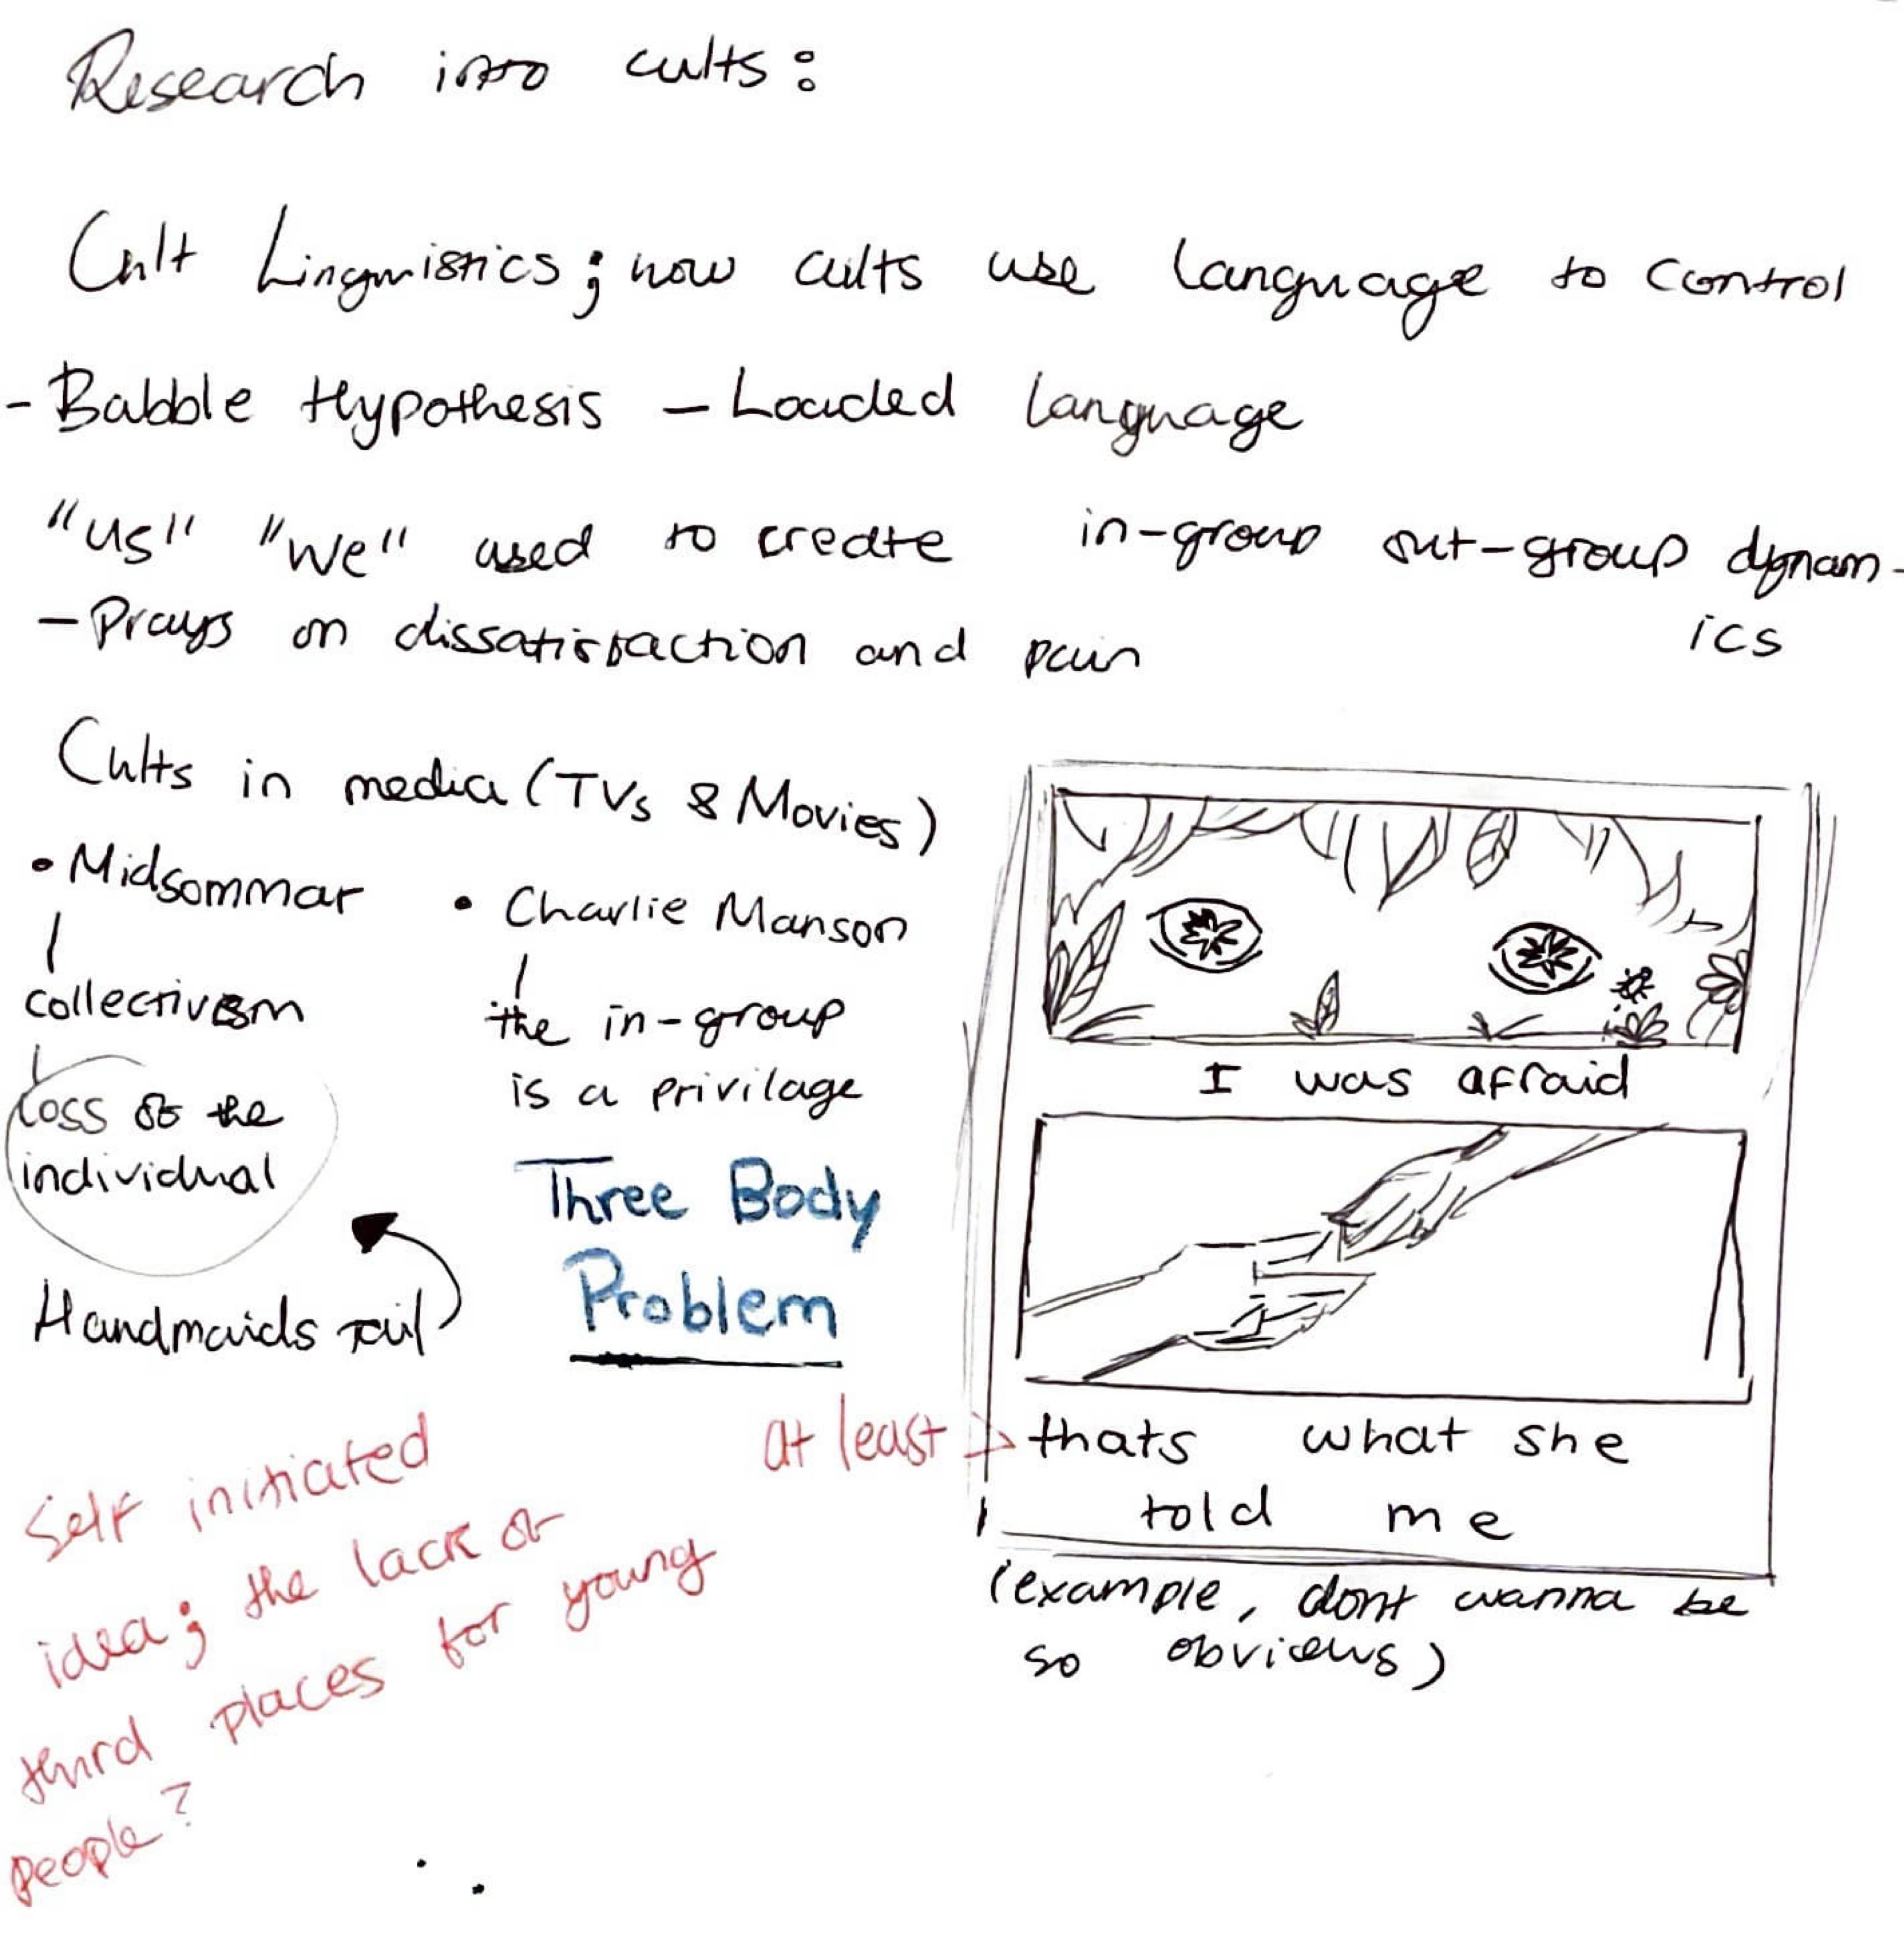 Research into cults:
Cult Linguistics; how cults use language to control
- Babble Hypothesis - Loaded language
"us" "we" used to create in-group out-group dynam-
ics
- Prays on dissatisfaction and pain
Cults in media (TVs & Movies)
• Midsommar
collectivism
loss of the
individual
Handmaids tail
• Charlie Manson
the in-group
is a privilage
Three Body
Problem
I was afraid
at least > thats what she
told me
(example, dont wanna be
so obvious)
Self initiated
idea; the lack of
third places for young
people?